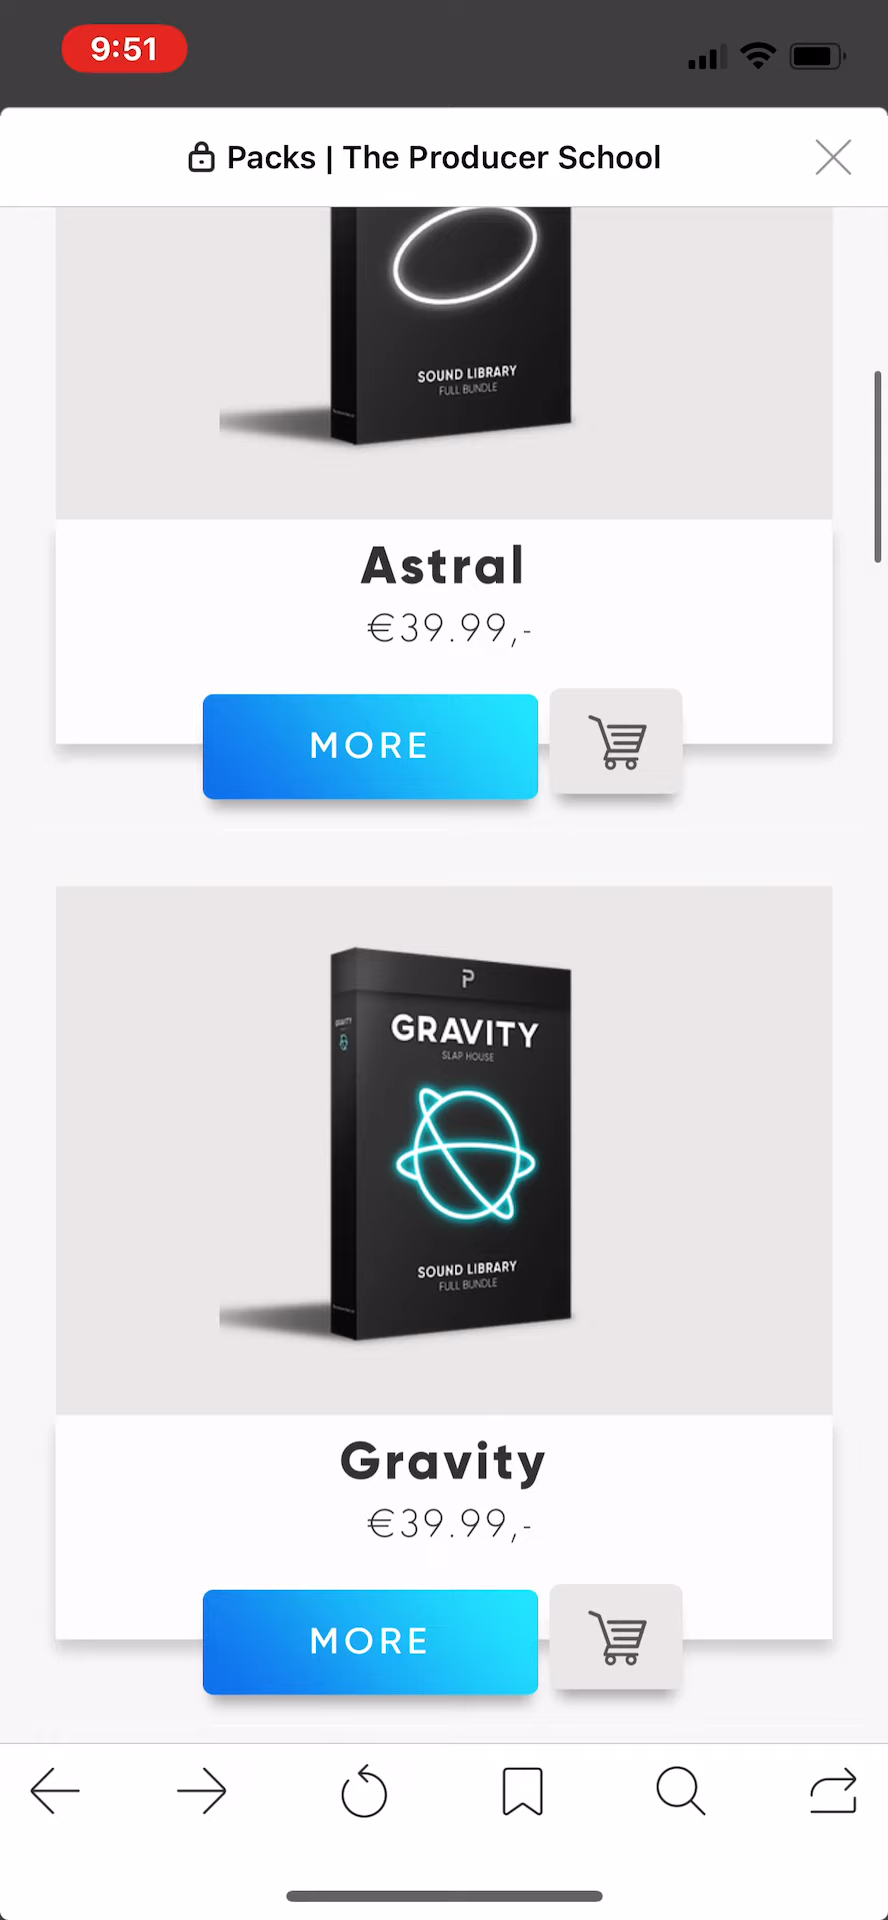 9:51
Packs | The Producer School
SOUND LIBRARY
FULL BUNDLE
Astral
€39.99,-
MORE
P
GRAVITY
SLAP HOUSE
GRAVITY
SOUND LIBRARY
FULL BUNDLE
Gravity
€39.99,-
MORE